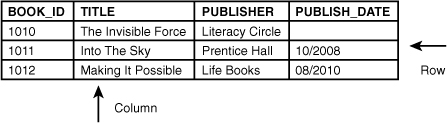 BOOK_ID TITLE PUBLISHER PUBLISH_DATE
1010 The Invisible Force Literacy Circle
1011 Into The Sky Prentice Hall 10/2008
1012 Making It Possible Life Books 08/2010
Row
Column